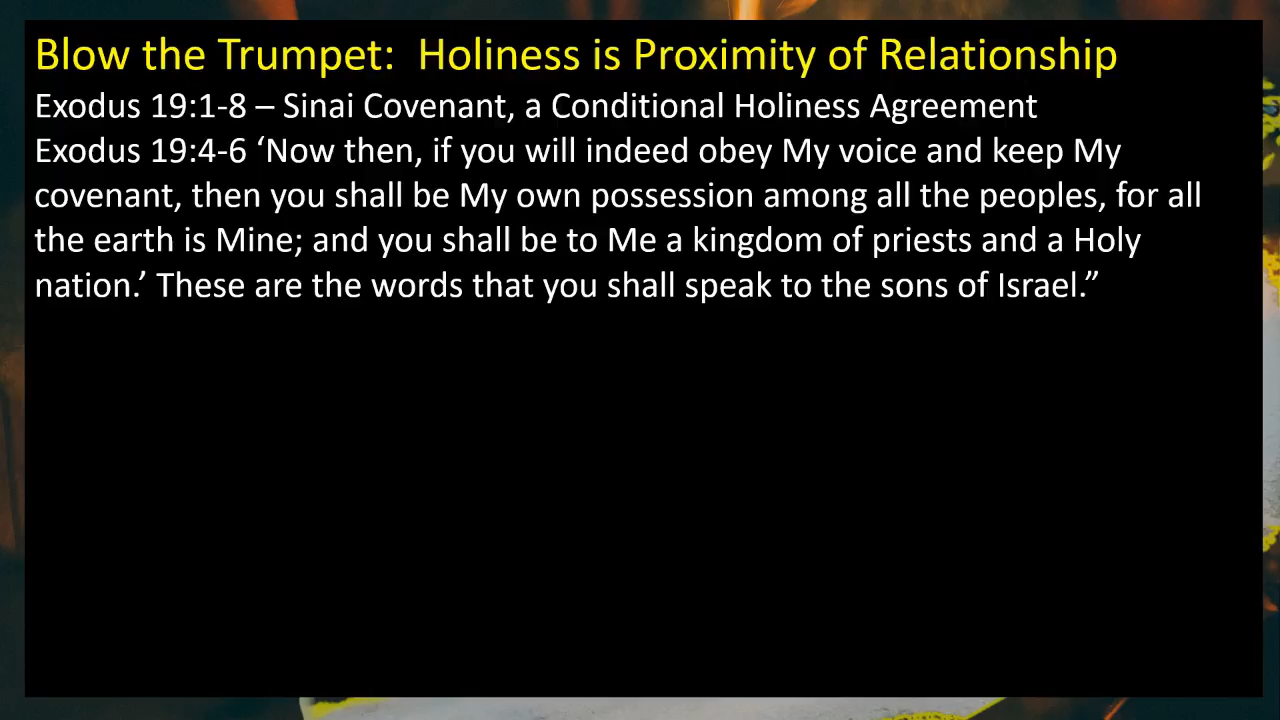 Blow the Trumpet:  Holiness is Proximity of Relationship
Exodus 19:1-8 – Sinai Covenant, a Conditional Holiness Agreement
Exodus 19:4-6 ‘Now then, if you will indeed obey My voice and keep My
covenant, then you shall be My own possession among all the peoples, for all
the earth is Mine; and you shall be to Me a kingdom of priests and a Holy
nation.’ These are the words that you shall speak to the sons of Israel.”